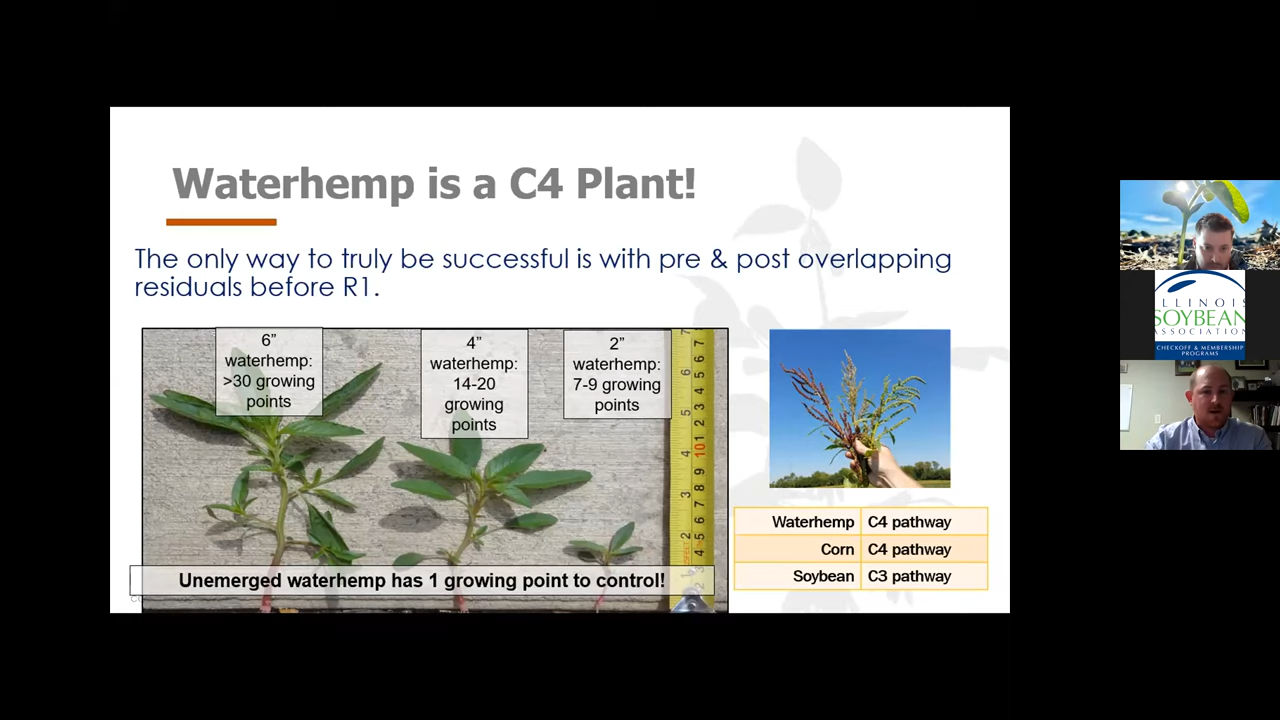 Waterhemp is a C4 Plant!
The only way to truly be successful is with pre & post overlapping
residuals before R1.
6”
waterhemp:
>30 growing
points
4”
waterhemp:
14-20
growing
points
2”
waterhemp:
7-9 growing
points
Unemerged waterhemp has 1 growing point to control!
Waterhemp C4 pathway
Corn C4 pathway
Soybean C3 pathway
ILLINOIS
SOYBEAN
ASSOCIATION
CHECKOFF & MEMBERSHIP
PROGRAMS